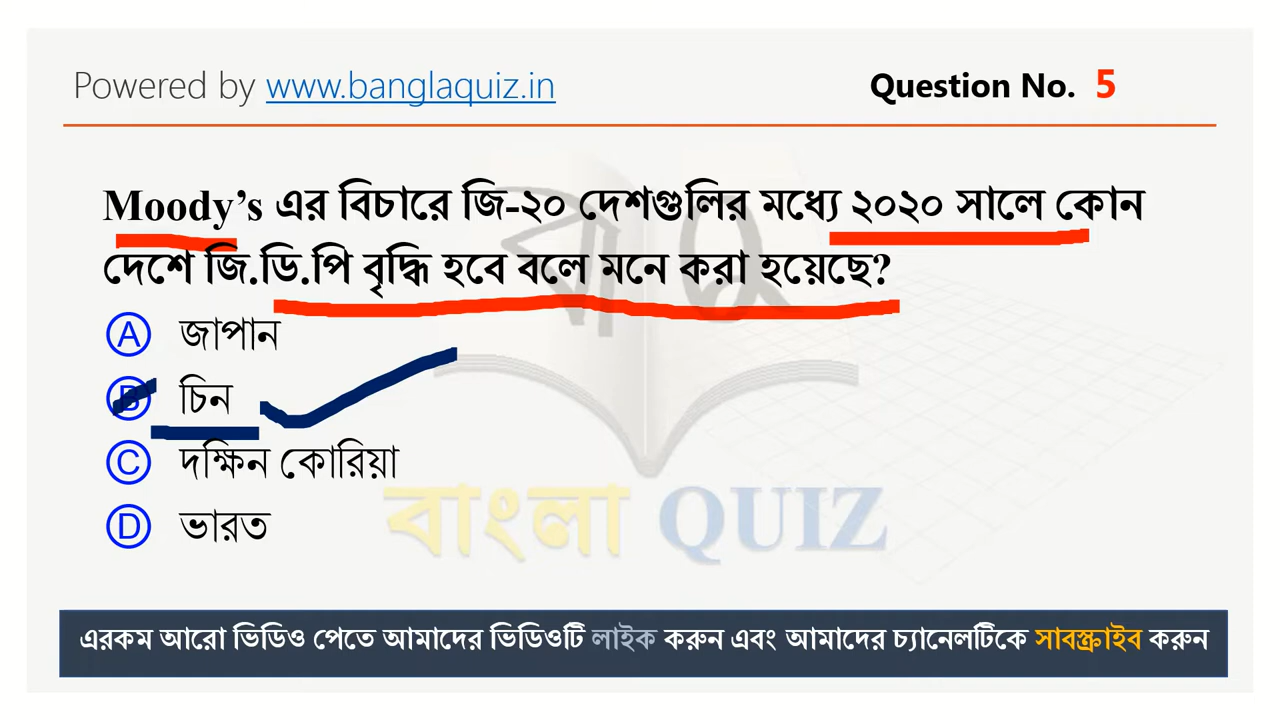 Powered by www.banglaquiz.in
Question No. 5
Moody's এর বিচারে জি-২০ দেশগুলির মধ্যে ২০২০ সালে কোন
দেশে জি.ডি.পি বৃদ্ধি হবে বলে মনে করা হয়েছে?
A জাপান
B চিন
C দক্ষিন কোরিয়া
D ভারত
বা Q
বাংলা QUIZ
এরকম আরো ভিডিও পেতে আমাদের ভিডিওটি লাইক করুন এবং আমাদের চ্যানেলটিকে সাবস্ক্রাইব করুন